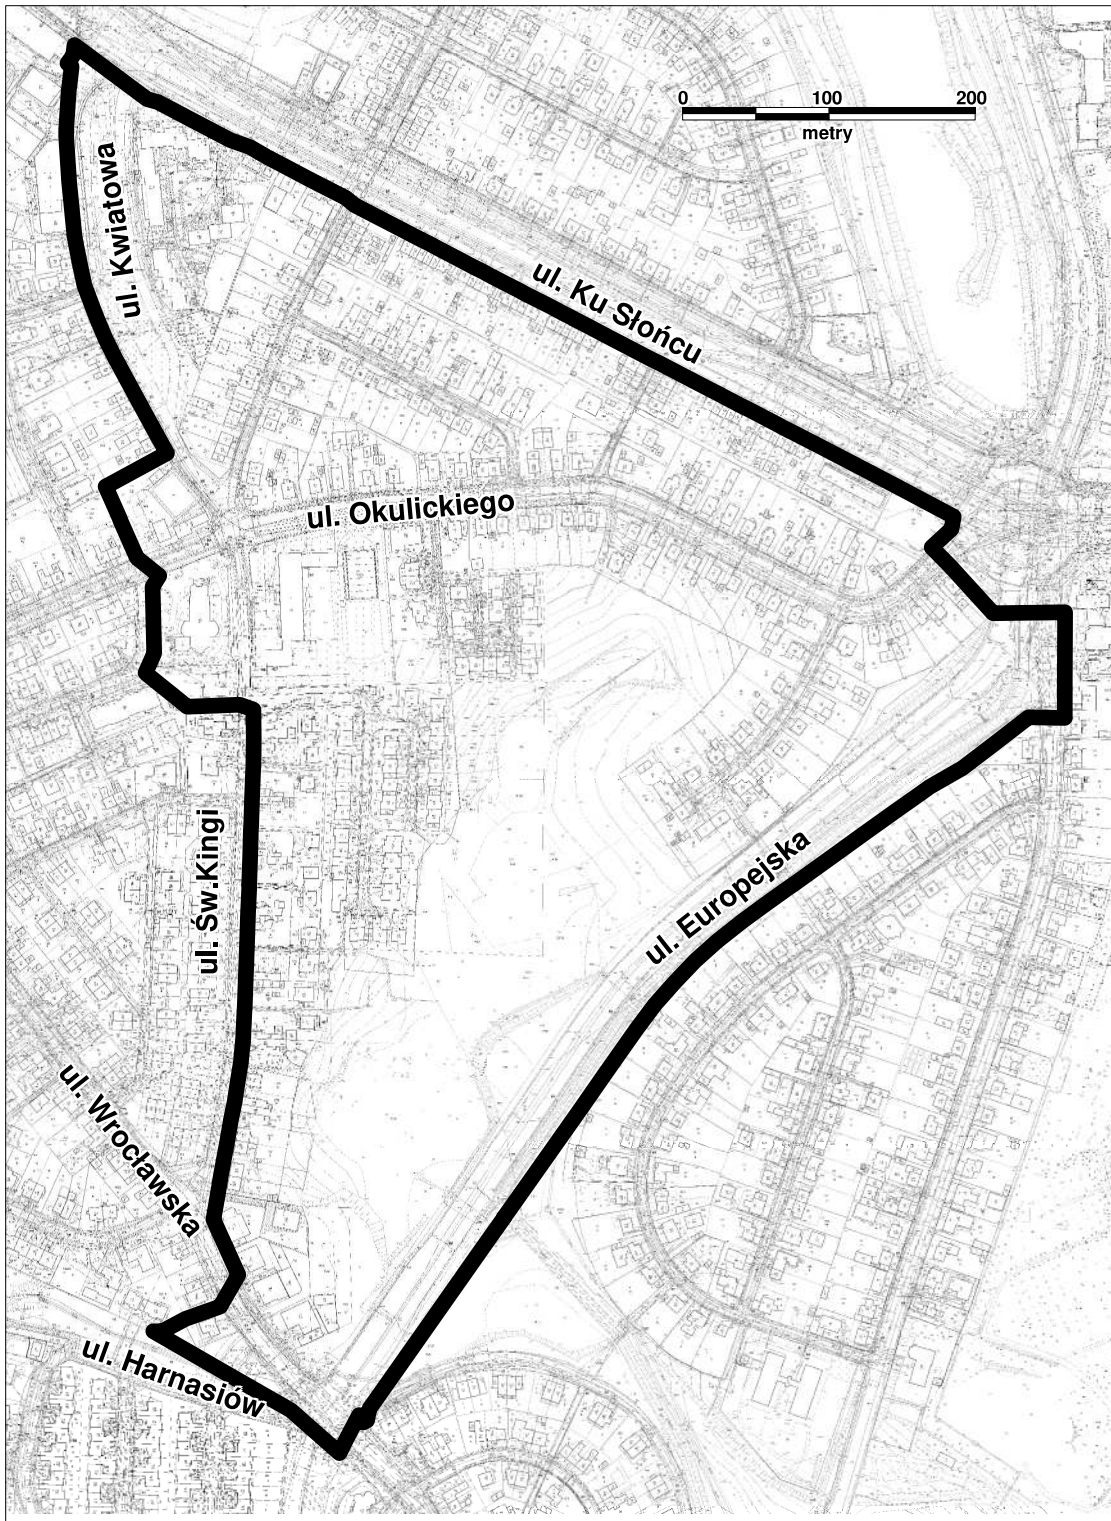 0 100 200
metry
ul. Kwiatowa
ul. Ku Słońcu
ul. Okulickiego
ul. Św.Kingi
ul. Europejska
ul. Wrocławska
ul. Harnasiów